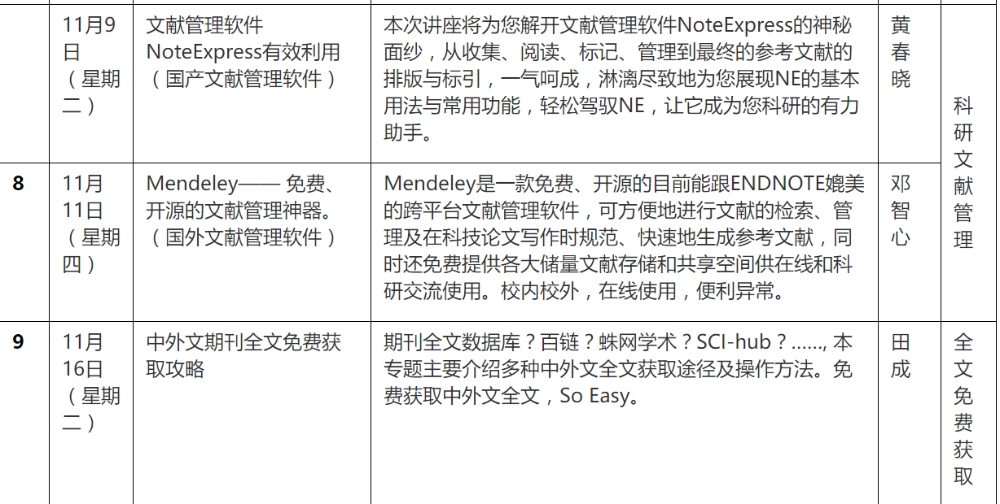 11月9
日
（星期
二）
文献管理软件
NoteExpress有效利用
（国产文献管理软件）
本次讲座将为您解开文献管理软件NoteExpress的神秘
面纱，从收集、阅读、标记、管理到最终的参考文献的
排版与标引，一气呵成，淋漓尽致地为您展现NE的基本
用法与常用功能，轻松驾驭NE，让它成为您科研的有力
助手。
黄
春
晓
科
研
文
献
管
理
8
11月
11日
（星期
四）
Mendeley—— 免费、
开源的文献管理神器。
（国外文献管理软件）
Mendeley是一款免费、开源的目前能跟ENDNOTE媲美
的跨平台文献管理软件，可方便地进行文献的检索、管
理及在科技论文写作时规范、快速地生成参考文献，同
时还免费提供各大储量文献存储和共享空间供在线和科
研交流使用。校内校外，在线使用，便利异常。
邓
智
心
9
11月
16日
（星期
二）
中外文期刊全文免费获
取攻略
期刊全文数据库？百链？蛛网学术？SCI-hub？......, 本
专题主要介绍多种中外文全文获取途径及操作方法。免
费获取中外文全文，So Easy。
田
成
全
文
免
费
获
取